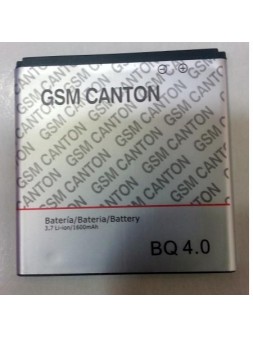 GSM CANTON
Batería/Bateria/Battery
3.7 Li-ion/1600mAh
BQ 4.0